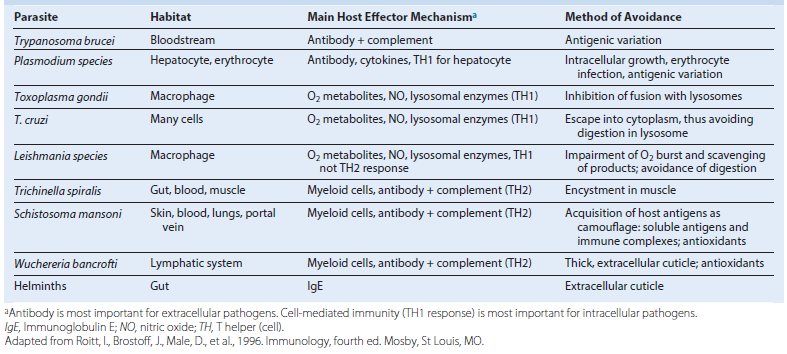 Parasite Habitat Main Host Effector Mechanismᵃ Method of Avoidance
Trypanosoma brucei Bloodstream Antibody + complement Antigenic variation
Plasmodium species Hepatocyte, erythrocyte Antibody, cytokines, TH1 for hepatocyte Intracellular growth, erythrocyte
infection, antigenic variation
Toxoplasma gondii Macrophage O₂ metabolites, NO, lysosomal enzymes (TH1) Inhibition of fusion with lysosomes
T. cruzi Many cells O₂ metabolites, NO, lysosomal enzymes (TH1) Escape into cytoplasm, thus avoiding
digestion in lysosome
Leishmania species Macrophage O₂ metabolites, NO, lysosomal enzymes, TH1 Impairment of O₂ burst and scavenging
not TH2 response of products; avoidance of digestion
Trichinella spiralis Gut, blood, muscle Myeloid cells, antibody + complement (TH2) Encystment in muscle
Schistosoma mansoni Skin, blood, lungs, portal Myeloid cells, antibody + complement (TH2) Acquisition of host antigens as
vein camouflage: soluble antigens and
immune complexes; antioxidants
Wuchereria bancrofti Lymphatic system Myeloid cells, antibody + complement (TH2) Thick, extracellular cuticle; antioxidants
Helminths Gut IgE Extracellular cuticle
ᵃAntibody is most important for extracellular pathogens. Cell-mediated immunity (TH1 response) is most important for intracellular pathogens.
IgE, Immunoglobulin E; NO, nitric oxide; TH, T helper (cell).
Adapted from Roitt, I., Brostoff, J., Male, D., et al., 1996. Immunology, fourth ed. Mosby, St Louis, MO.